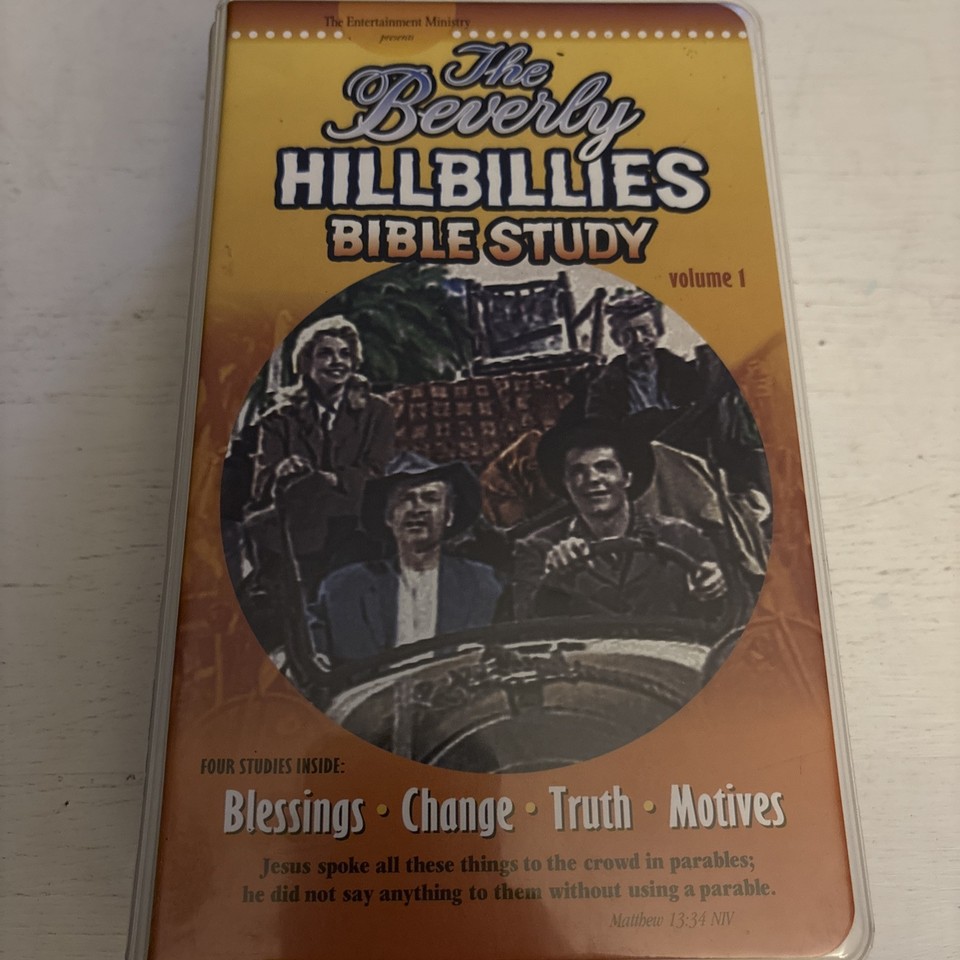 The Entertainment Ministry
presents
The
Beverly
HILLBILLIES
BIBLE STUDY
volume 1
FOUR STUDIES INSIDE:
Blessings • Change • Truth • Motives
Jesus spoke all these things to the crowd in parables;
he did not say anything to them without using a parable.
Matthew 13:34 NIV